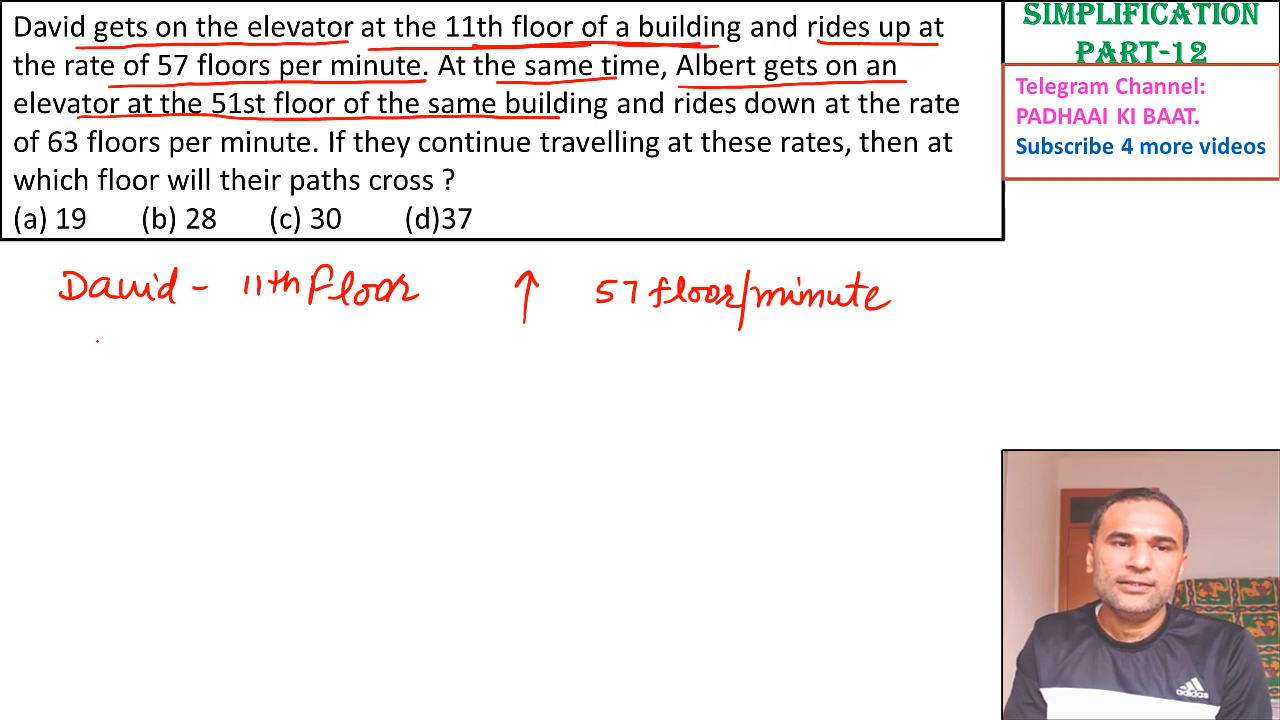 David gets on the elevator at the 11th floor of a building and rides up at
the rate of 57 floors per minute. At the same time, Albert gets on an
elevator at the 51st floor of the same building and rides down at the rate
of 63 floors per minute. If they continue travelling at these rates, then at
which floor will their paths cross ?
(a) 19 (b) 28 (c) 30 (d)37
SIMPLIFICATION
PART-12
Telegram Channel:
PADHAAI KI BAAT.
Subscribe 4 more videos
David - 11th Floor ↑ 57 floor/minute
adidas